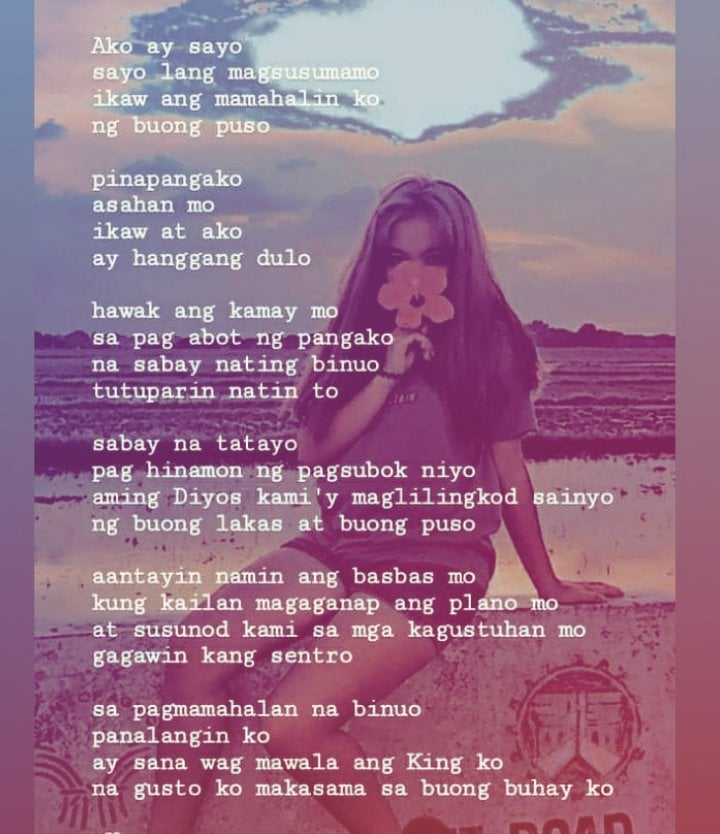 Ako ay sayo
sayo lang magsusumamo
ikaw ang mamahalin ko
ng buong puso
pinapangako
asahan mo
ikaw at ako
ay hanggang dulo
hawak ang kamay mo
sa pag abot ng pangako
na sabay nating binuo
tutuparin natin to
sabay na tatayo
pag hinamon ng pagsubok niyo
aming Diyos kami'y maglilingkod sainyo
ng buong lakas at buong puso
aantayin namin ang basbas mo
kung kailan magaganap ang plano mo
at susunod kami sa mga kagustuhan mo
gagawin kang sentro
sa pagmamahalan na binuo
panalangin ko
ay sana wag mawala ang King ko
na gusto ko makasama sa buong buhay ko
ROAD